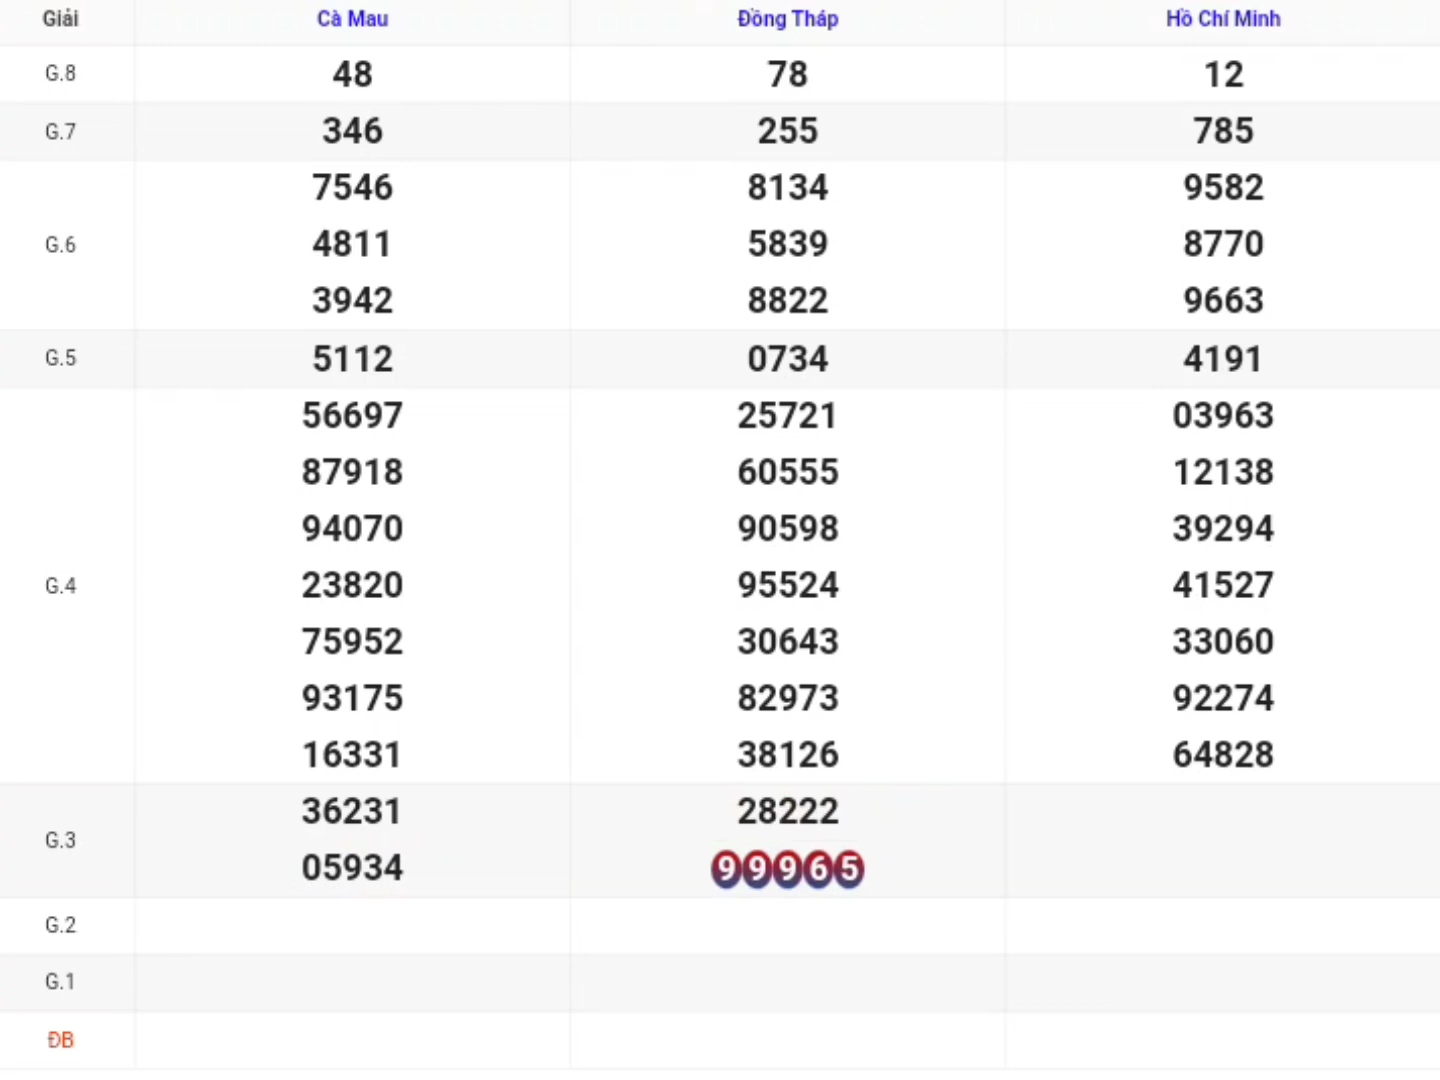 Giải Cà Mau Đồng Tháp Hồ Chí Minh
G.8 48 78 12
G.7 346 255 785
7546 8134 9582
G.6 4811 5839 8770
3942 8822 9663
G.5 5112 0734 4191
56697 25721 03963
87918 60555 12138
94070 90598 39294
G.4 23820 95524 41527
75952 30643 33060
93175 82973 92274
16331 38126 64828
G.3 36231 28222
05934 99965
G.2
G.1
ĐB